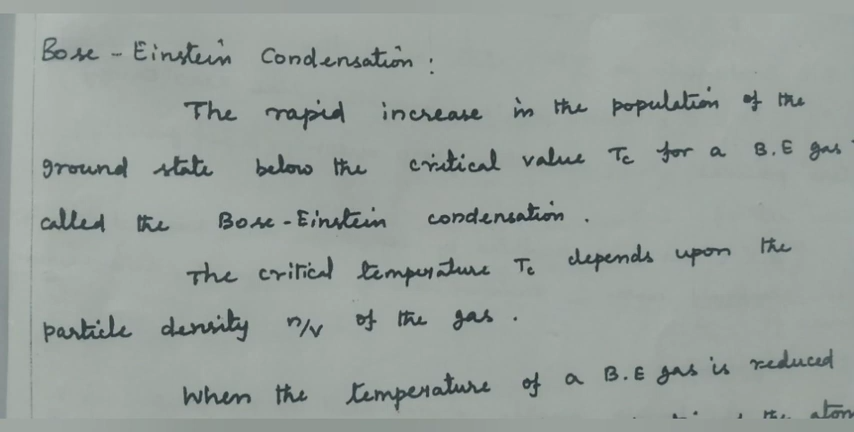 Bose - Einstein Condensation :
The rapid increase in the population of the
ground state below the critical value Tc for a B.E gas
called the Bose - Einstein condensation .
The critical temperature Tc depends upon the
particle density n/v of the gas .
When the temperature of a B.E gas is reduced
the atom